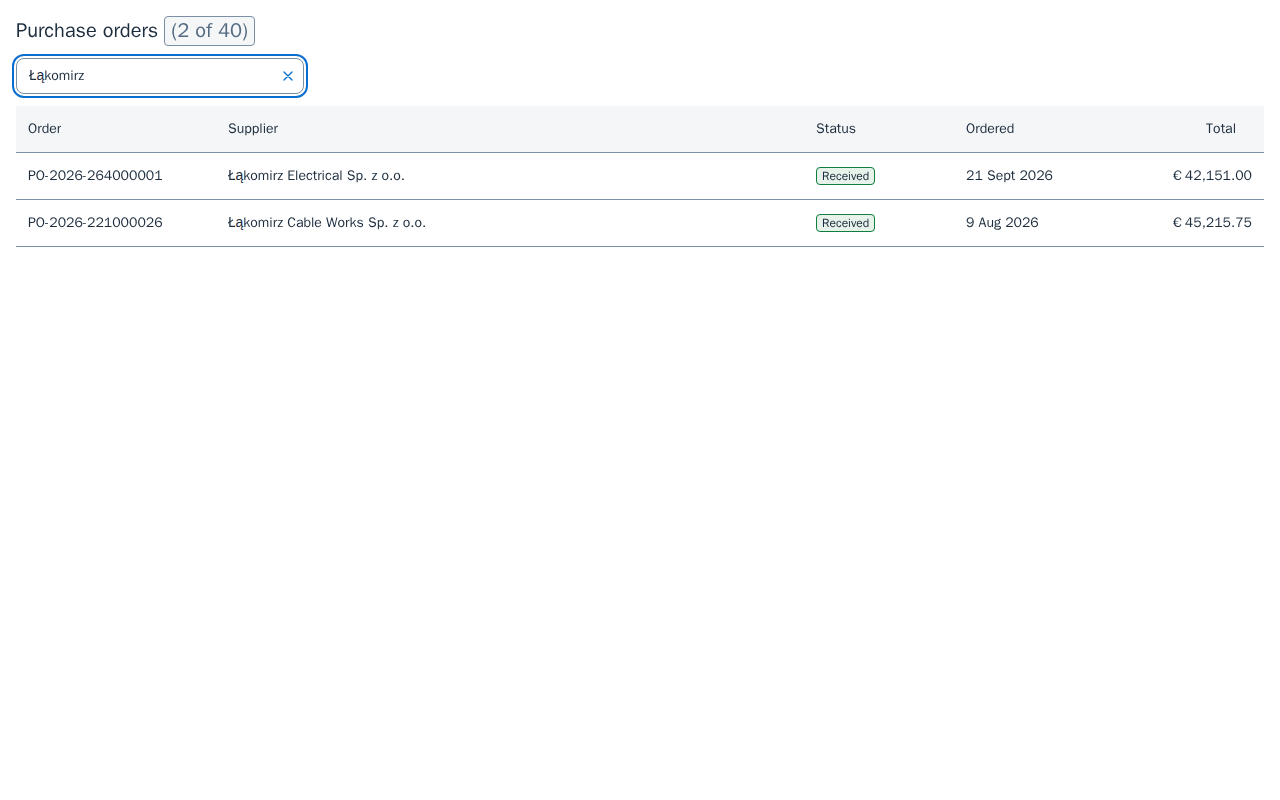 Purchase orders (2 of 40)
Łąkomirz
Order Supplier Status Ordered Total
PO-2026-264000001 Łąkomirz Electrical Sp. z o.o. Received 21 Sept 2026 € 42,151.00
PO-2026-221000026 Łąkomirz Cable Works Sp. z o.o. Received 9 Aug 2026 € 45,215.75